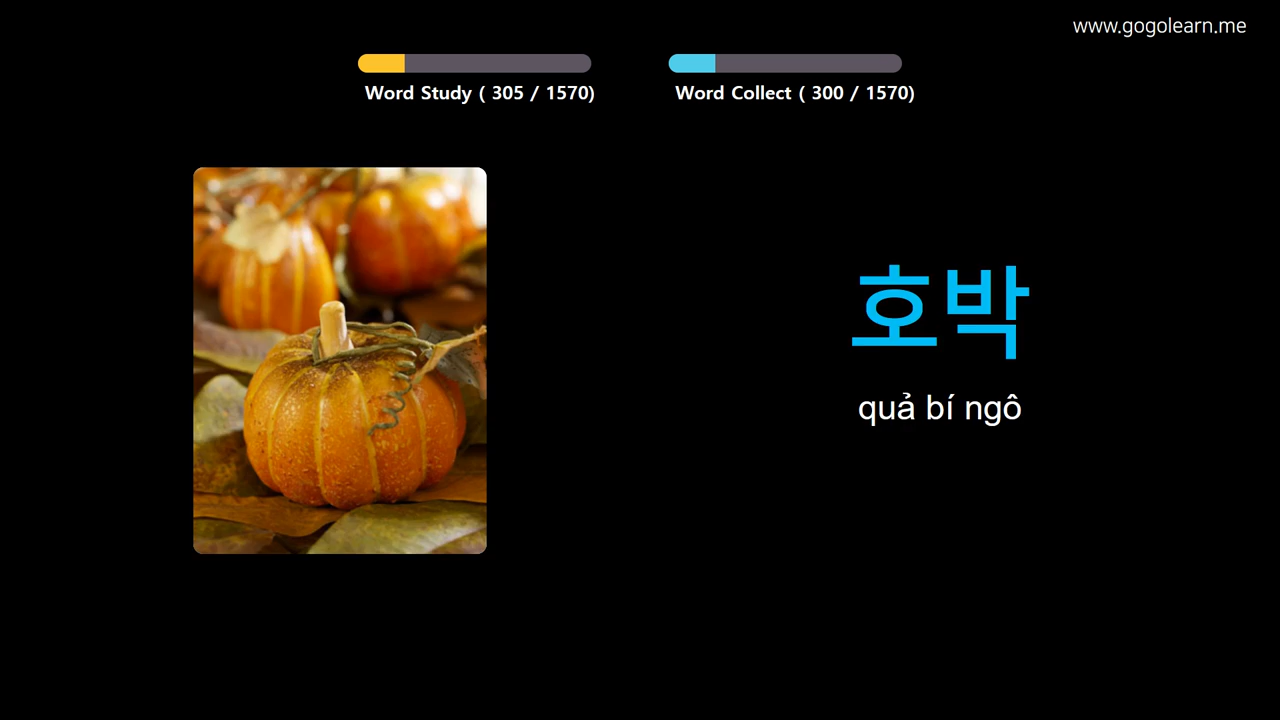 www.gogolearn.me
Word Study ( 305 / 1570)
Word Collect ( 300 / 1570)
호박
quả bí ngô